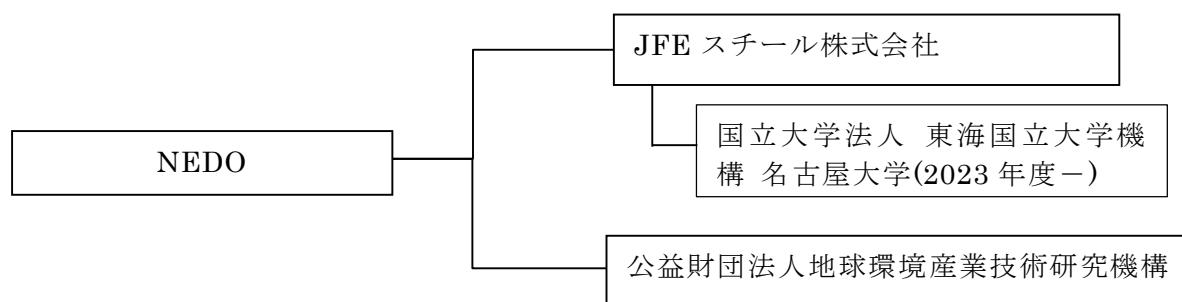 JFE スチール株式会社
国立大学法人 東海国立大学機
構 名古屋大学(2023 年度－)
NEDO
公益財団法人地球環境産業技術研究機構